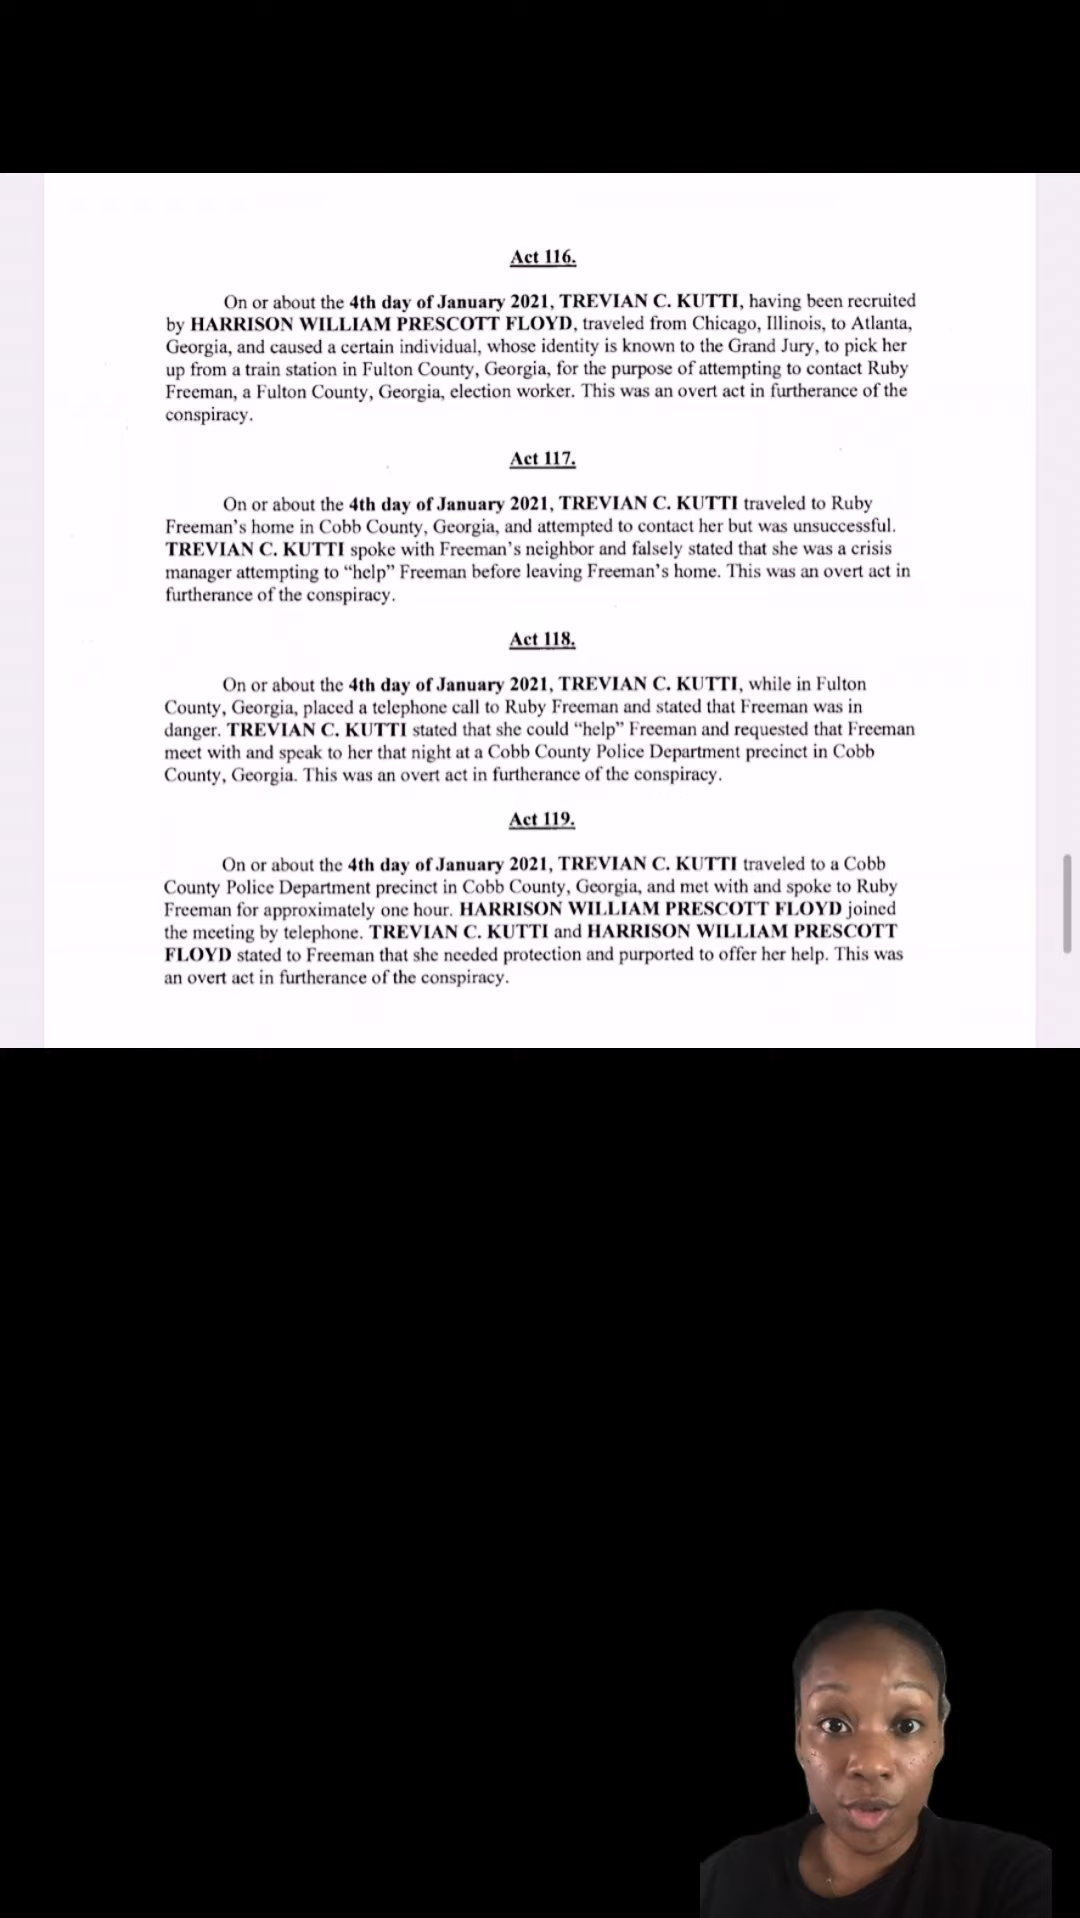 Act 116.
On or about the 4th day of January 2021, TREVIAN C. KUTTI, having been recruited
by HARRISON WILLIAM PRESCOTT FLOYD, traveled from Chicago, Illinois, to Atlanta,
Georgia, and caused a certain individual, whose identity is known to the Grand Jury, to pick her
up from a train station in Fulton County, Georgia, for the purpose of attempting to contact Ruby
Freeman, a Fulton County, Georgia, election worker. This was an overt act in furtherance of the
conspiracy.
Act 117.
On or about the 4th day of January 2021, TREVIAN C. KUTTI traveled to Ruby
Freeman's home in Cobb County, Georgia, and attempted to contact her but was unsuccessful.
TREVIAN C. KUTTI spoke with Freeman's neighbor and falsely stated that she was a crisis
manager attempting to “help” Freeman before leaving Freeman's home. This was an overt act in
furtherance of the conspiracy.
Act 118.
On or about the 4th day of January 2021, TREVIAN C. KUTTI, while in Fulton
County, Georgia, placed a telephone call to Ruby Freeman and stated that Freeman was in
danger. TREVIAN C. KUTTI stated that she could “help” Freeman and requested that Freeman
meet with and speak to her that night at a Cobb County Police Department precinct in Cobb
County, Georgia. This was an overt act in furtherance of the conspiracy.
Act 119.
On or about the 4th day of January 2021, TREVIAN C. KUTTI traveled to a Cobb
County Police Department precinct in Cobb County, Georgia, and met with and spoke to Ruby
Freeman for approximately one hour. HARRISON WILLIAM PRESCOTT FLOYD joined
the meeting by telephone. TREVIAN C. KUTTI and HARRISON WILLIAM PRESCOTT
FLOYD stated to Freeman that she needed protection and purported to offer her help. This was
an overt act in furtherance of the conspiracy.